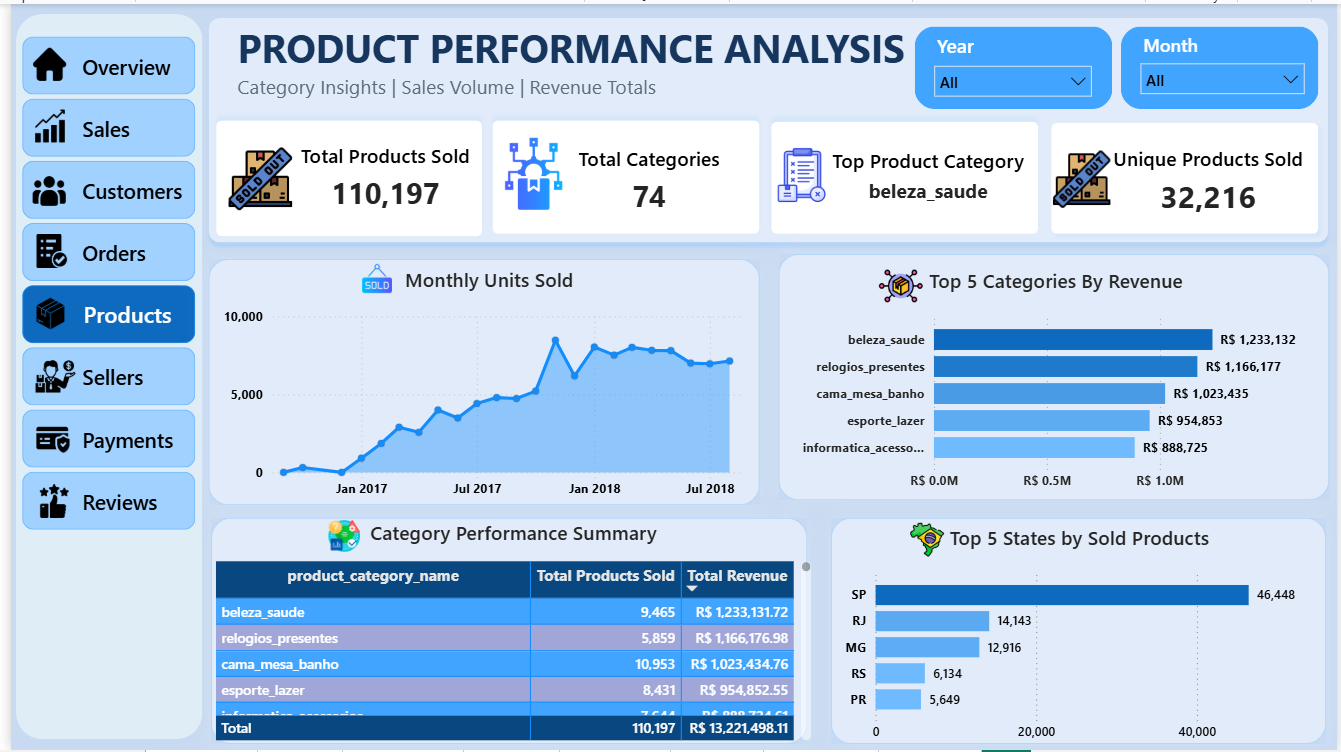 Overview
Sales
Customers
Orders
Products
Sellers
Payments
Reviews
PRODUCT PERFORMANCE ANALYSIS
Category Insights | Sales Volume | Revenue Totals
Year
All
Month
All
SOLD OUT
Total Products Sold
110,197
Total Categories
74
Top Product Category
beleza_saude
SOLD OUT
Unique Products Sold
32,216
SOLD
Monthly Units Sold
10,000
5,000
0
Jan 2017
Jul 2017
Jan 2018
Jul 2018
Top 5 Categories By Revenue
beleza_saude R$ 1,233,132
relogios_presentes R$ 1,166,177
cama_mesa_banho R$ 1,023,435
esporte_lazer R$ 954,853
informatica_acesso... R$ 888,725
R$ 0.0M R$ 0.5M R$ 1.0M
Category Performance Summary
product_category_name Total Products Sold Total Revenue
beleza_saude 9,465 R$ 1,233,131.72
relogios_presentes 5,859 R$ 1,166,176.98
cama_mesa_banho 10,953 R$ 1,023,434.76
esporte_lazer 8,431 R$ 954,852.55
Total 110,197 R$ 13,221,498.11
Top 5 States by Sold Products
SP 46,448
RJ 14,143
MG 12,916
RS 6,134
PR 5,649
0 20,000 40,000